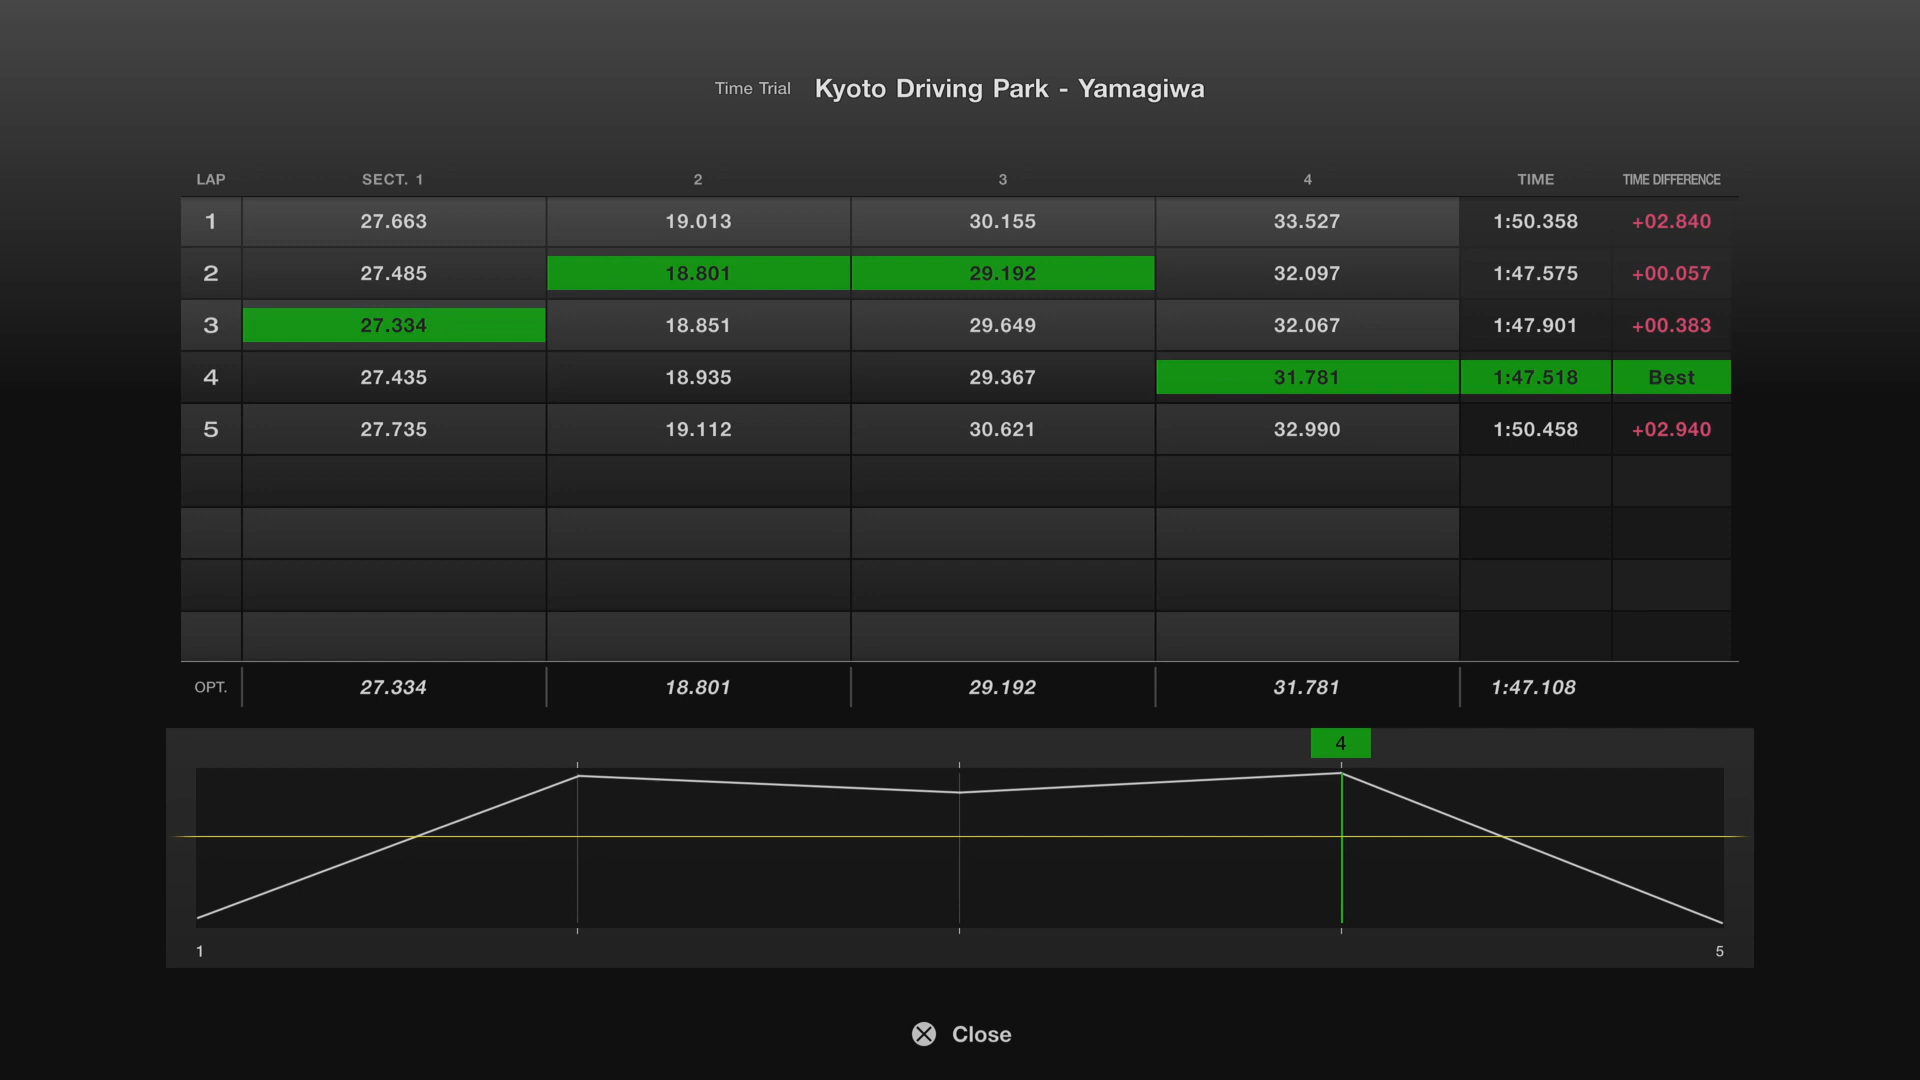 Time Trial Kyoto Driving Park - Yamagiwa
LAP SECT. 1 2 3 4 TIME TIME DIFFERENCE
1 27.663 19.013 30.155 33.527 1:50.358 +02.840
2 27.485 18.801 29.192 32.097 1:47.575 +00.057
3 27.334 18.851 29.649 32.067 1:47.901 +00.383
4 27.435 18.935 29.367 31.781 1:47.518 Best
5 27.735 19.112 30.621 32.990 1:50.458 +02.940
OPT. 27.334 18.801 29.192 31.781 1:47.108
4
1 5
Close